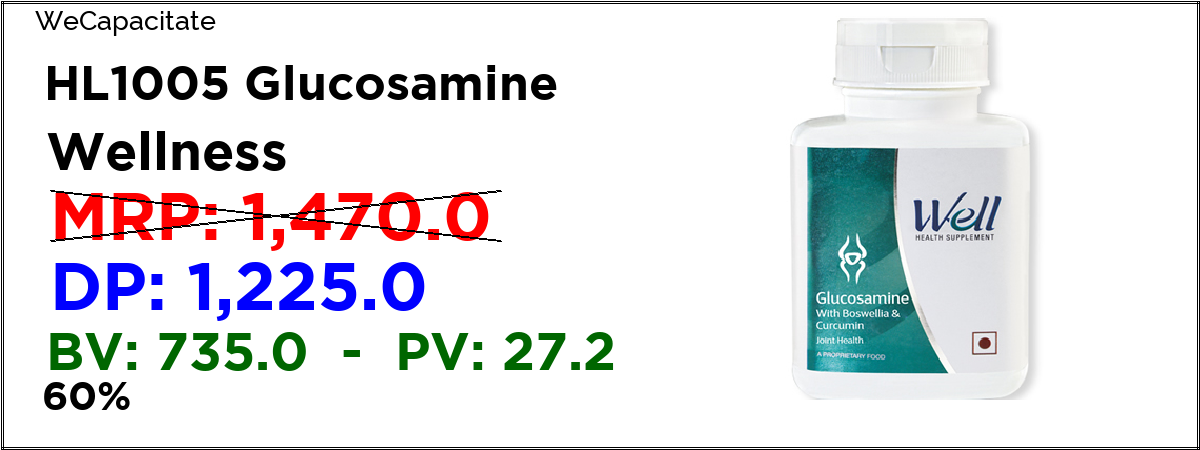 WeCapacitate
HL1005 Glucosamine
Wellness
MRP: 1,470.0
DP: 1,225.0
BV: 735.0 - PV: 27.2
60%
Well
HEALTH SUPPLEMENT
Glucosamine
With Boswellia &
Curcumin
Joint Health
A PROPRIETARY FOOD